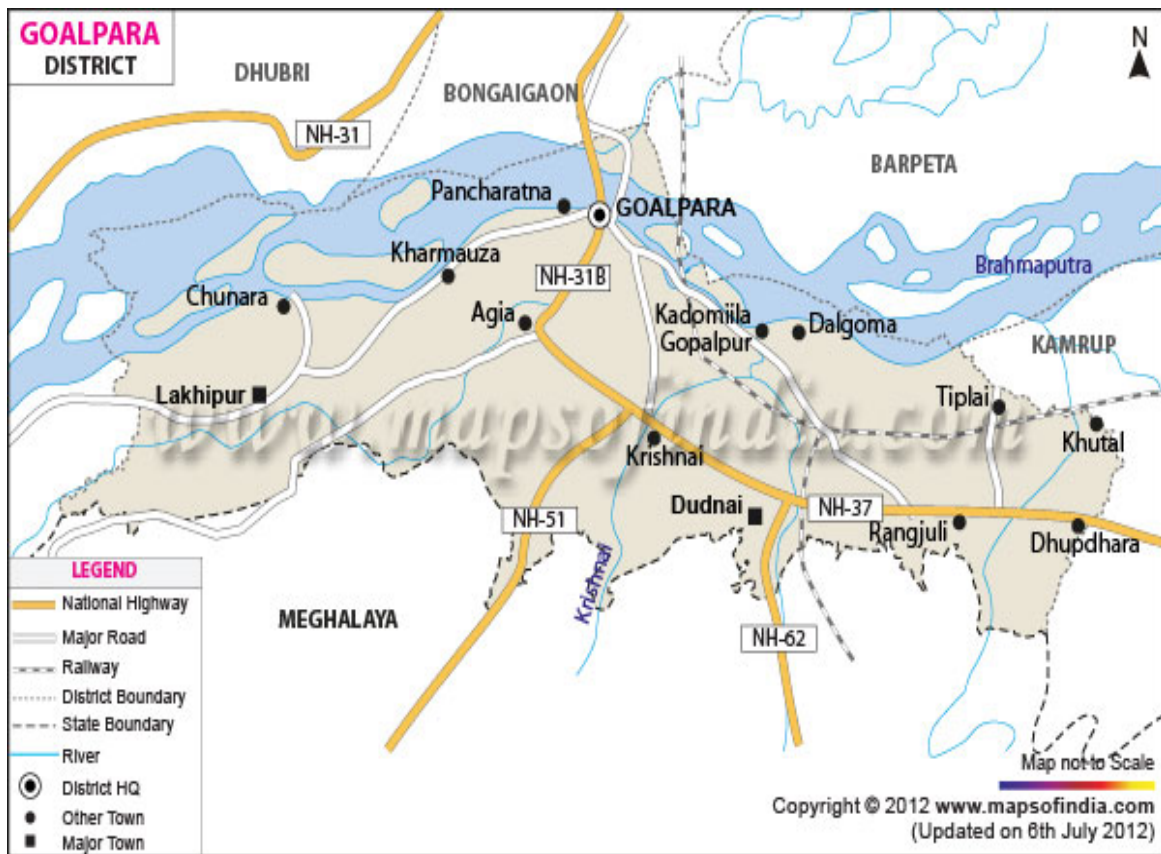 GOALPARA
DISTRICT
N
DHUBRI
BONGAIGAON
NH-31
BARPETA
Pancharatna
GOALPARA
Kharmauza
NH-31B
Brahmaputra
Chunara
Agia
Kadomiila
Gopalpur
Dalgoma
KAMRUP
Lakhipur
Tiplai
www.mapsofindia.com
Khutal
Krishnai
Dudnai
NH-51
NH-37
Rangjuli
Dhupdhara
Krishnai
MEGHALAYA
NH-62
LEGEND
National Highway
Major Road
Railway
District Boundary
State Boundary
River
District HQ
Other Town
Major Town
Map not to Scale
Copyright © 2012 www.mapsofindia.com
(Updated on 6th July 2012)